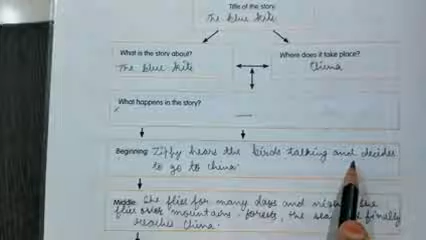 Title of the story:
The blue kite
What is the story about?
Where does it take place?
The blue kite
China
What happens in the story?
Beginning: Zippy hears the birds talking and decides
to go to China.
Middle: She flies for many days and nights. She
flies over mountains, forests, the sea and finally
reaches China.